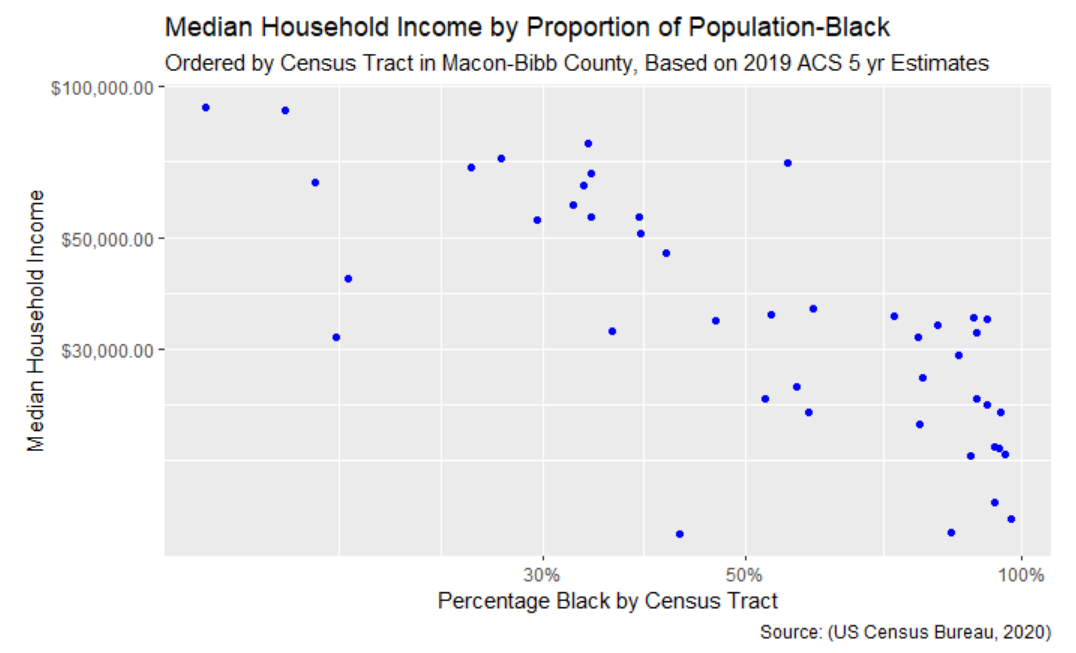 Median Household Income by Proportion of Population-Black
Ordered by Census Tract in Macon-Bibb County, Based on 2019 ACS 5 yr Estimates
$100,000.00
$50,000.00
$30,000.00
Median Household Income
30%
50%
100%
Percentage Black by Census Tract
Source: (US Census Bureau, 2020)